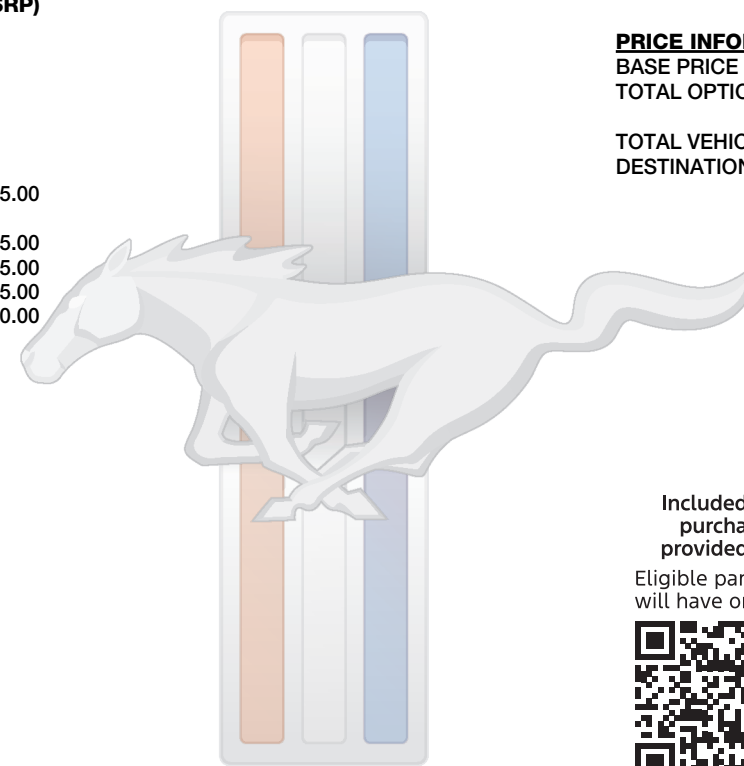 SRP)
5.00
5.00
5.00
5.00
0.00
PRICE INFO
BASE PRICE
TOTAL OPTIO
TOTAL VEHIC
DESTINATION
Included
purcha
provided
Eligible par
will have o